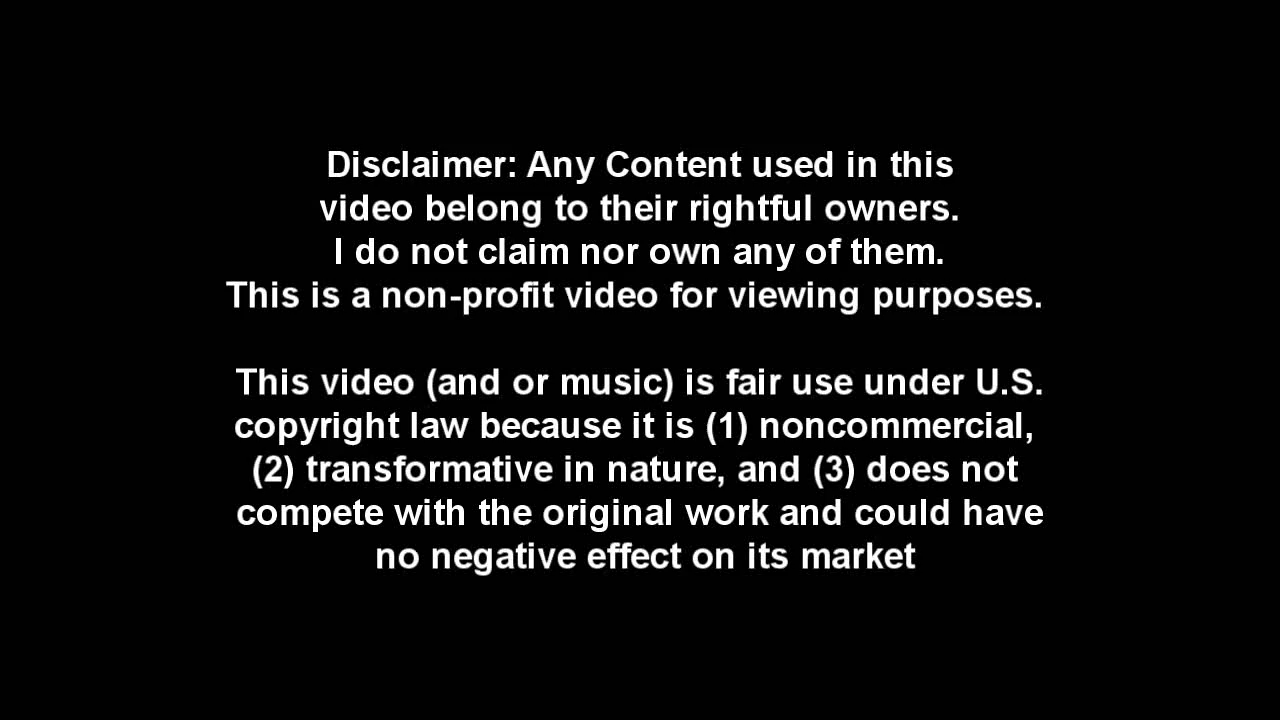 Disclaimer: Any Content used in this
video belong to their rightful owners.
I do not claim nor own any of them.
This is a non-profit video for viewing purposes.
This video (and or music) is fair use under U.S.
copyright law because it is (1) noncommercial,
(2) transformative in nature, and (3) does not
compete with the original work and could have
no negative effect on its market